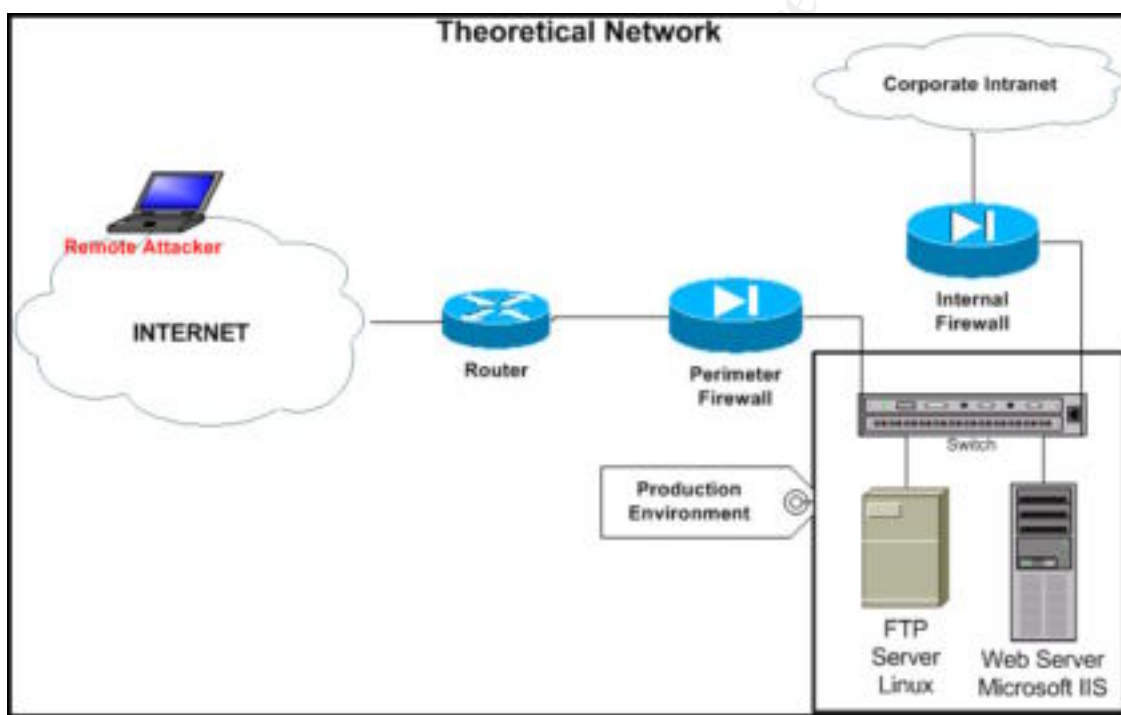 Theoretical Network
Corporate Intranet
Remote Attacker
INTERNET
Router
Perimeter
Firewall
Internal
Firewall
Switch
Production
Environment
FTP
Server
Linux
Web Server
Microsoft IIS